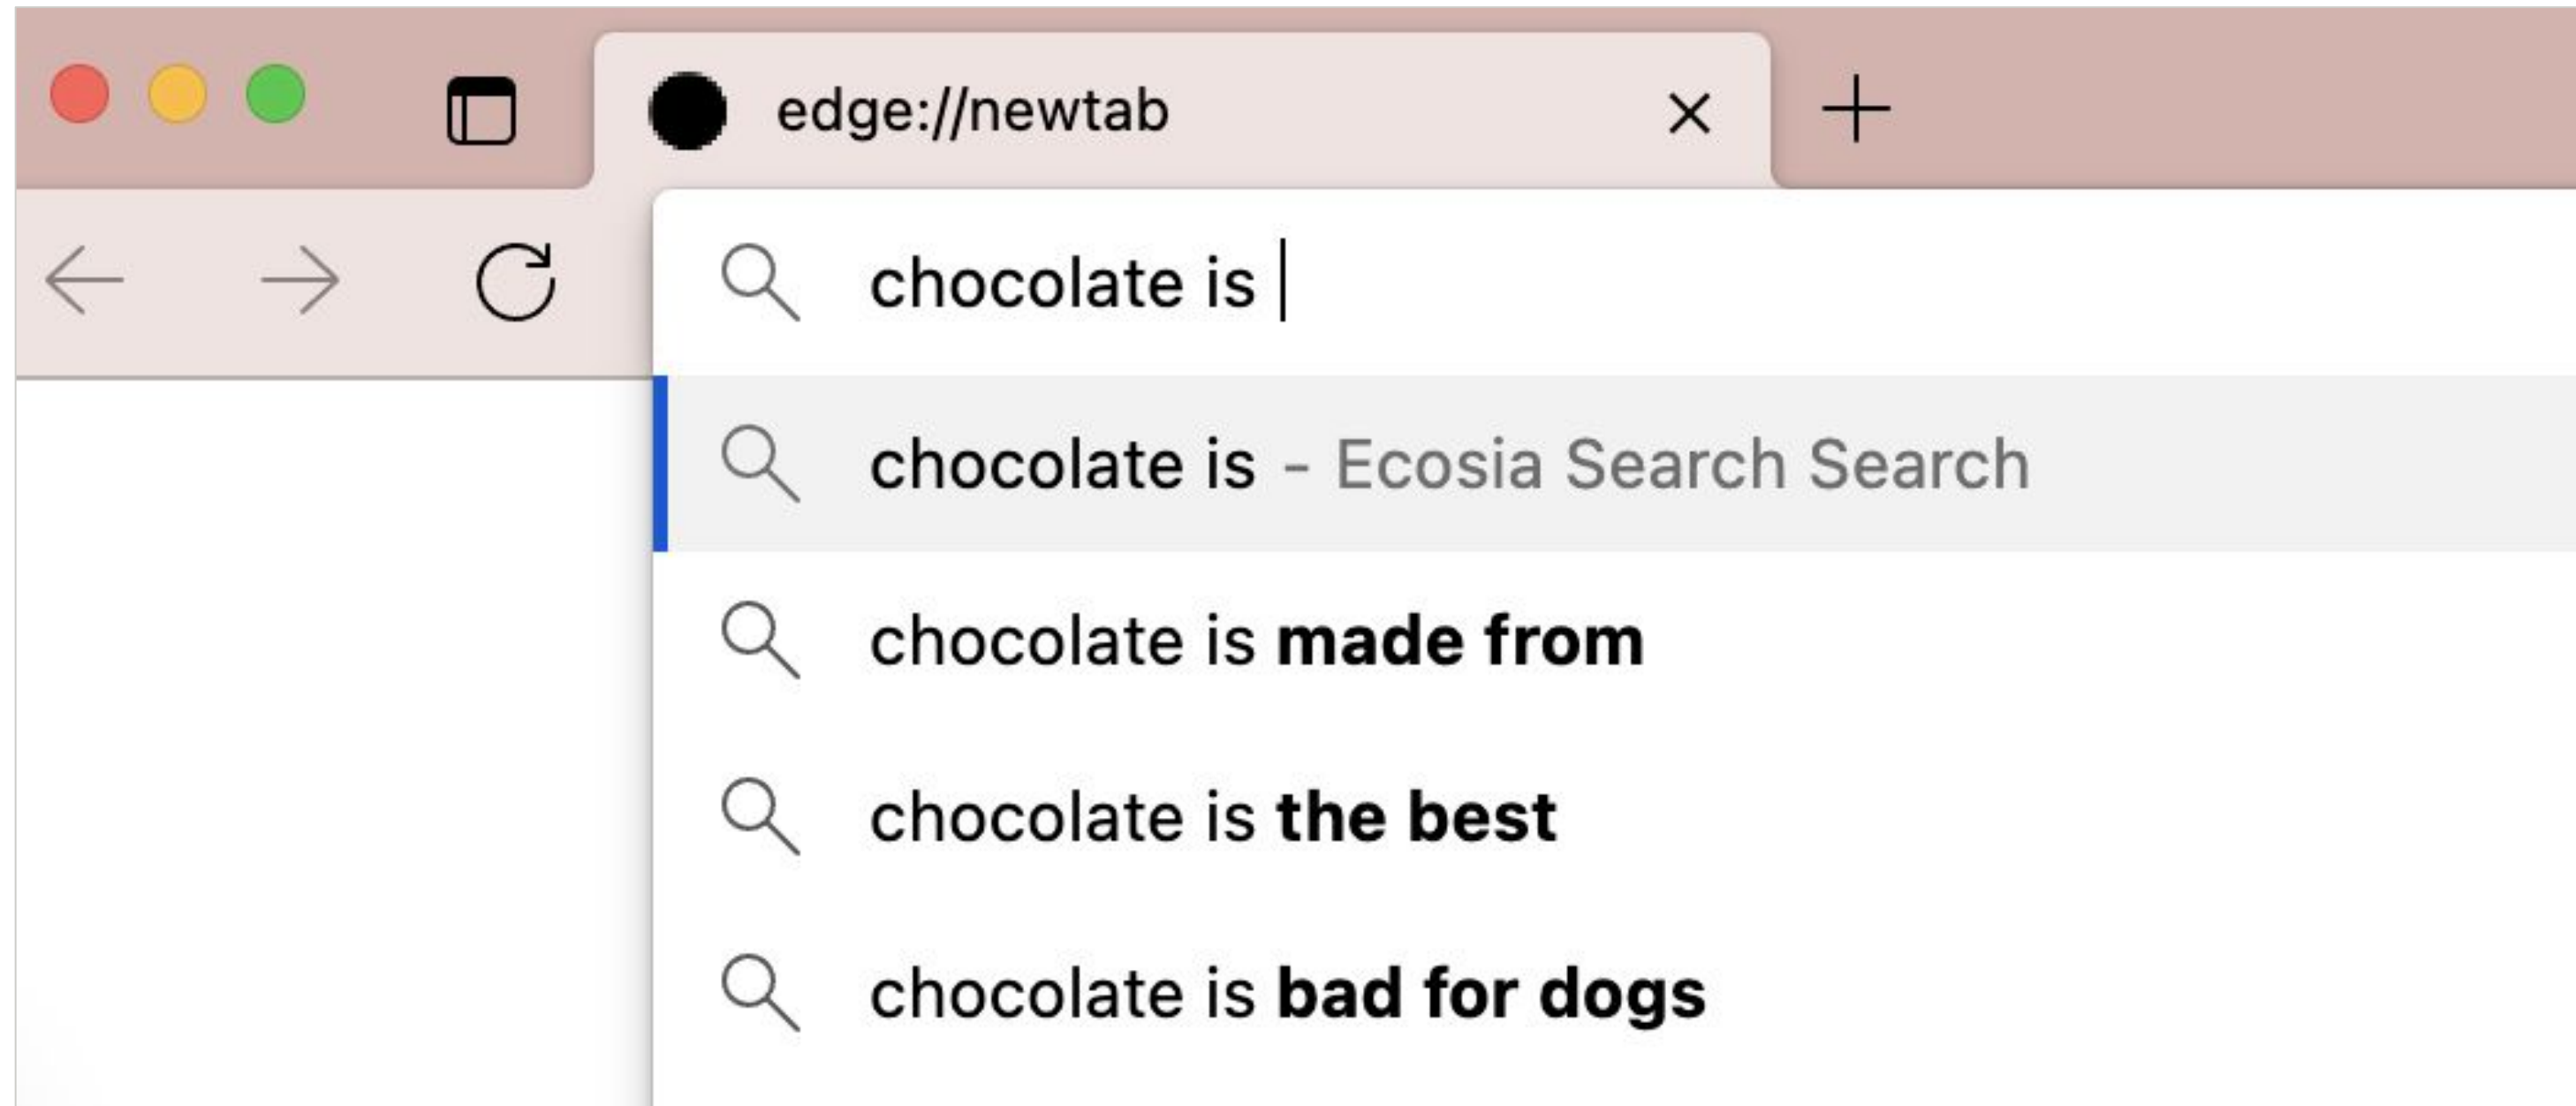 edge://newtab
chocolate is
chocolate is - Ecosia Search Search
chocolate is made from
chocolate is the best
chocolate is bad for dogs